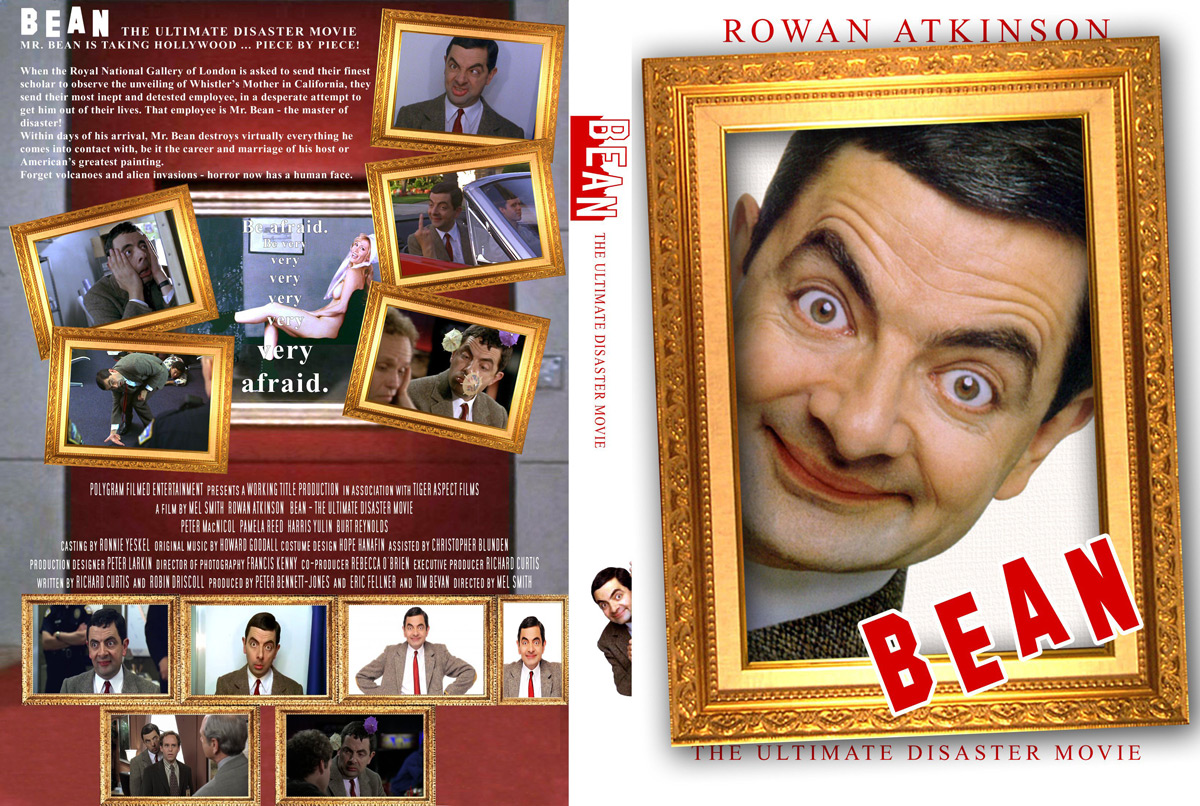 BEAN THE ULTIMATE DISASTER MOVIE
MR. BEAN IS TAKING HOLLYWOOD ... PIECE BY PIECE!
When the Royal National Gallery of London is asked to send their finest
scholar to observe the unveiling of Whistler's Mother in California, they
send their most inept and detested employee, in a desperate attempt to
get him out of their lives. That employee is Mr. Bean - the master of
disaster!
Within days of his arrival, Mr. Bean destroys virtually everything he
comes into contact with, be it the career and marriage of his host or
American's greatest painting.
Forget volcanoes and alien invasions - horror now has a human face.
Be afraid.
Be very
very
very
very
very
very
afraid.
POLYGRAM FILMED ENTERTAINMENT PRESENTS A WORKING TITLE PRODUCTION IN ASSOCIATION WITH TIGER ASPECT FILMS
A FILM BY MEL SMITH ROWAN ATKINSON BEAN - THE ULTIMATE DISASTER MOVIE
PETER MACNICOL PAMELA REED HARRIS YULIN BURT REYNOLDS
CASTING BY RONNIE YESKEL ORIGINAL MUSIC BY HOWARD GOODALL COSTUME DESIGN HOPE HANAFIN ASSISTED BY CHRISTOPHER BLUNDEN
PRODUCTION DESIGNER PETER LARKIN DIRECTOR OF PHOTOGRAPHY FRANCIS KENNY CO-PRODUCER REBECCA O'BRIEN EXECUTIVE PRODUCER RICHARD CURTIS
WRITTEN BY RICHARD CURTIS AND ROBIN DRISCOLL PRODUCED BY PETER BENNETT-JONES AND ERIC FELLNER AND TIM BEVAN DIRECTED BY MEL SMITH
BEAN THE ULTIMATE DISASTER MOVIE
ROWAN ATKINSON
BEAN
THE ULTIMATE DISASTER MOVIE